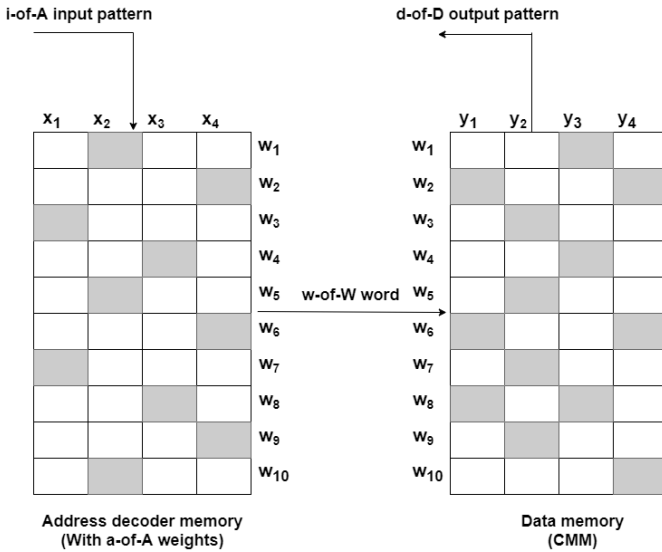 i-of-A input pattern
d-of-D output pattern
x1 x2 x3 x4
y1 y2 y3 y4
w1
w2
w3
w4
w5
w6
w7
w8
w9
w10
w-of-W word
w1
w2
w3
w4
w5
w6
w7
w8
w9
w10
Address decoder memory
(With a-of-A weights)
Data memory
(CMM)